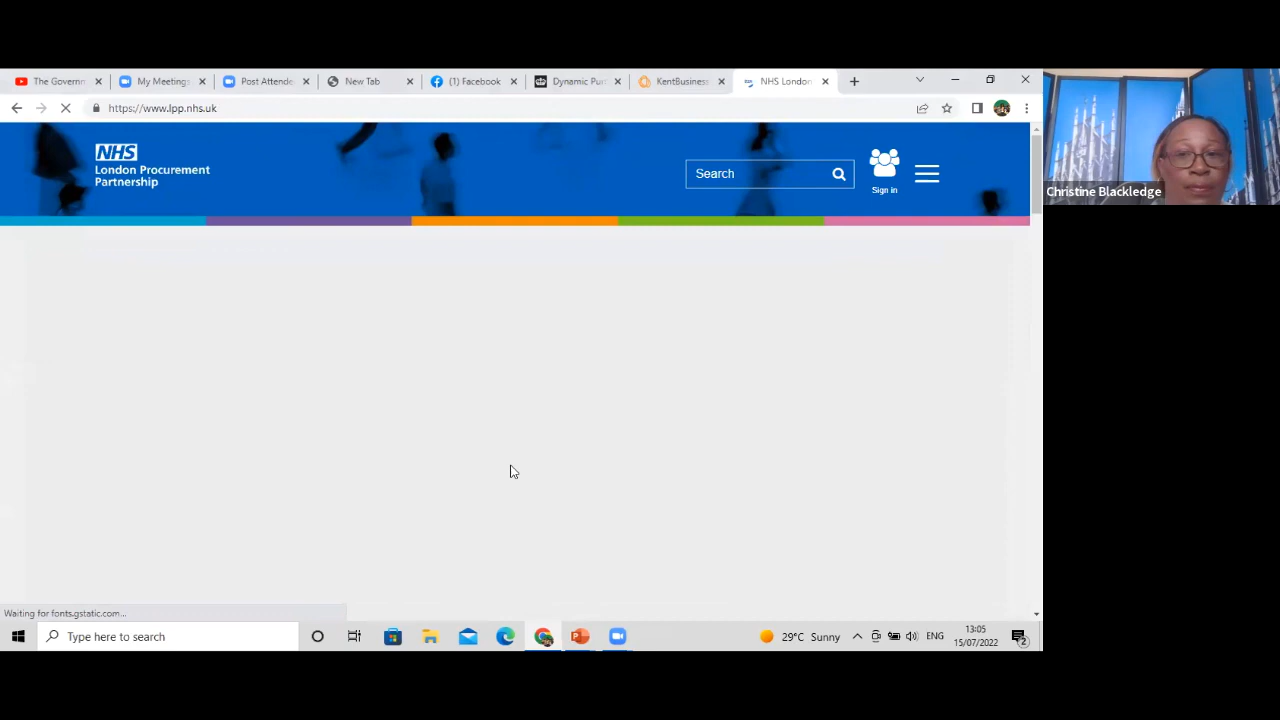 The Governn
My Meetings
Post Attende
New Tab
(1) Facebook
Dynamic Pur
KentBusiness
NHS London
https://www.lpp.nhs.uk
NHS
London Procurement
Partnership
Search
Sign in
Christine Blackledge
Waiting for fonts.gstatic.com...
Type here to search
29°C Sunny
ENG
13:05
15/07/2022
2